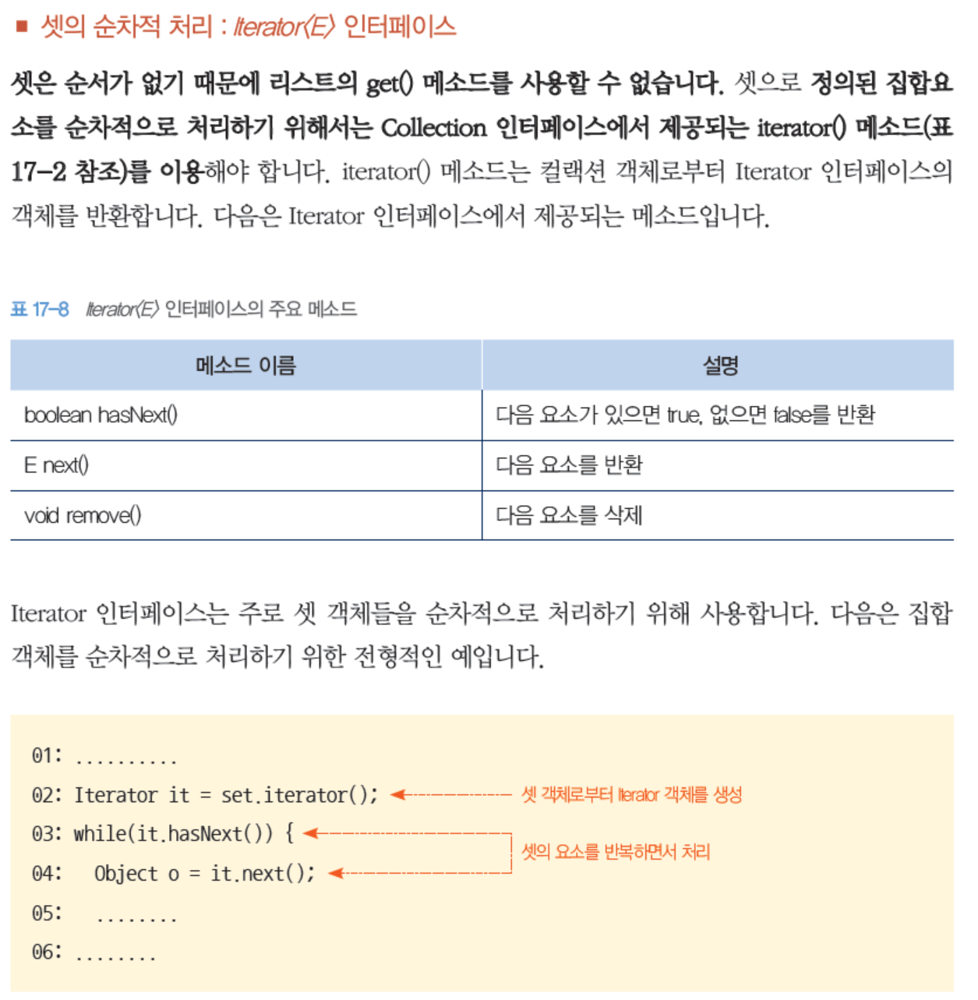 ■ 셋의 순차적 처리 : Iterator〈E〉 인터페이스
셋은 순서가 없기 때문에 리스트의 get() 메소드를 사용할 수 없습니다. 셋으로 정의된 집합요
소를 순차적으로 처리하기 위해서는 Collection 인터페이스에서 제공되는 iterator() 메소드(표
17–2 참조)를 이용해야 합니다. iterator() 메소드는 컬랙션 객체로부터 Iterator 인터페이스의
객체를 반환합니다. 다음은 Iterator 인터페이스에서 제공되는 메소드입니다.
표 17–8 Iterator〈E〉 인터페이스의 주요 메소드
메소드 이름 설명
boolean hasNext() 다음 요소가 있으면 true, 없으면 false를 반환
E next() 다음 요소를 반환
void remove() 다음 요소를 삭제
Iterator 인터페이스는 주로 셋 객체들을 순차적으로 처리하기 위해 사용합니다. 다음은 집합
객체를 순차적으로 처리하기 위한 전형적인 예입니다.
01: ..........
02: Iterator it = set.iterator(); 셋 객체로부터 Iterator 객체를 생성
03: while(it.hasNext()) {
셋의 요소를 반복하면서 처리
04: Object o = it.next();
05: ........
06: ........